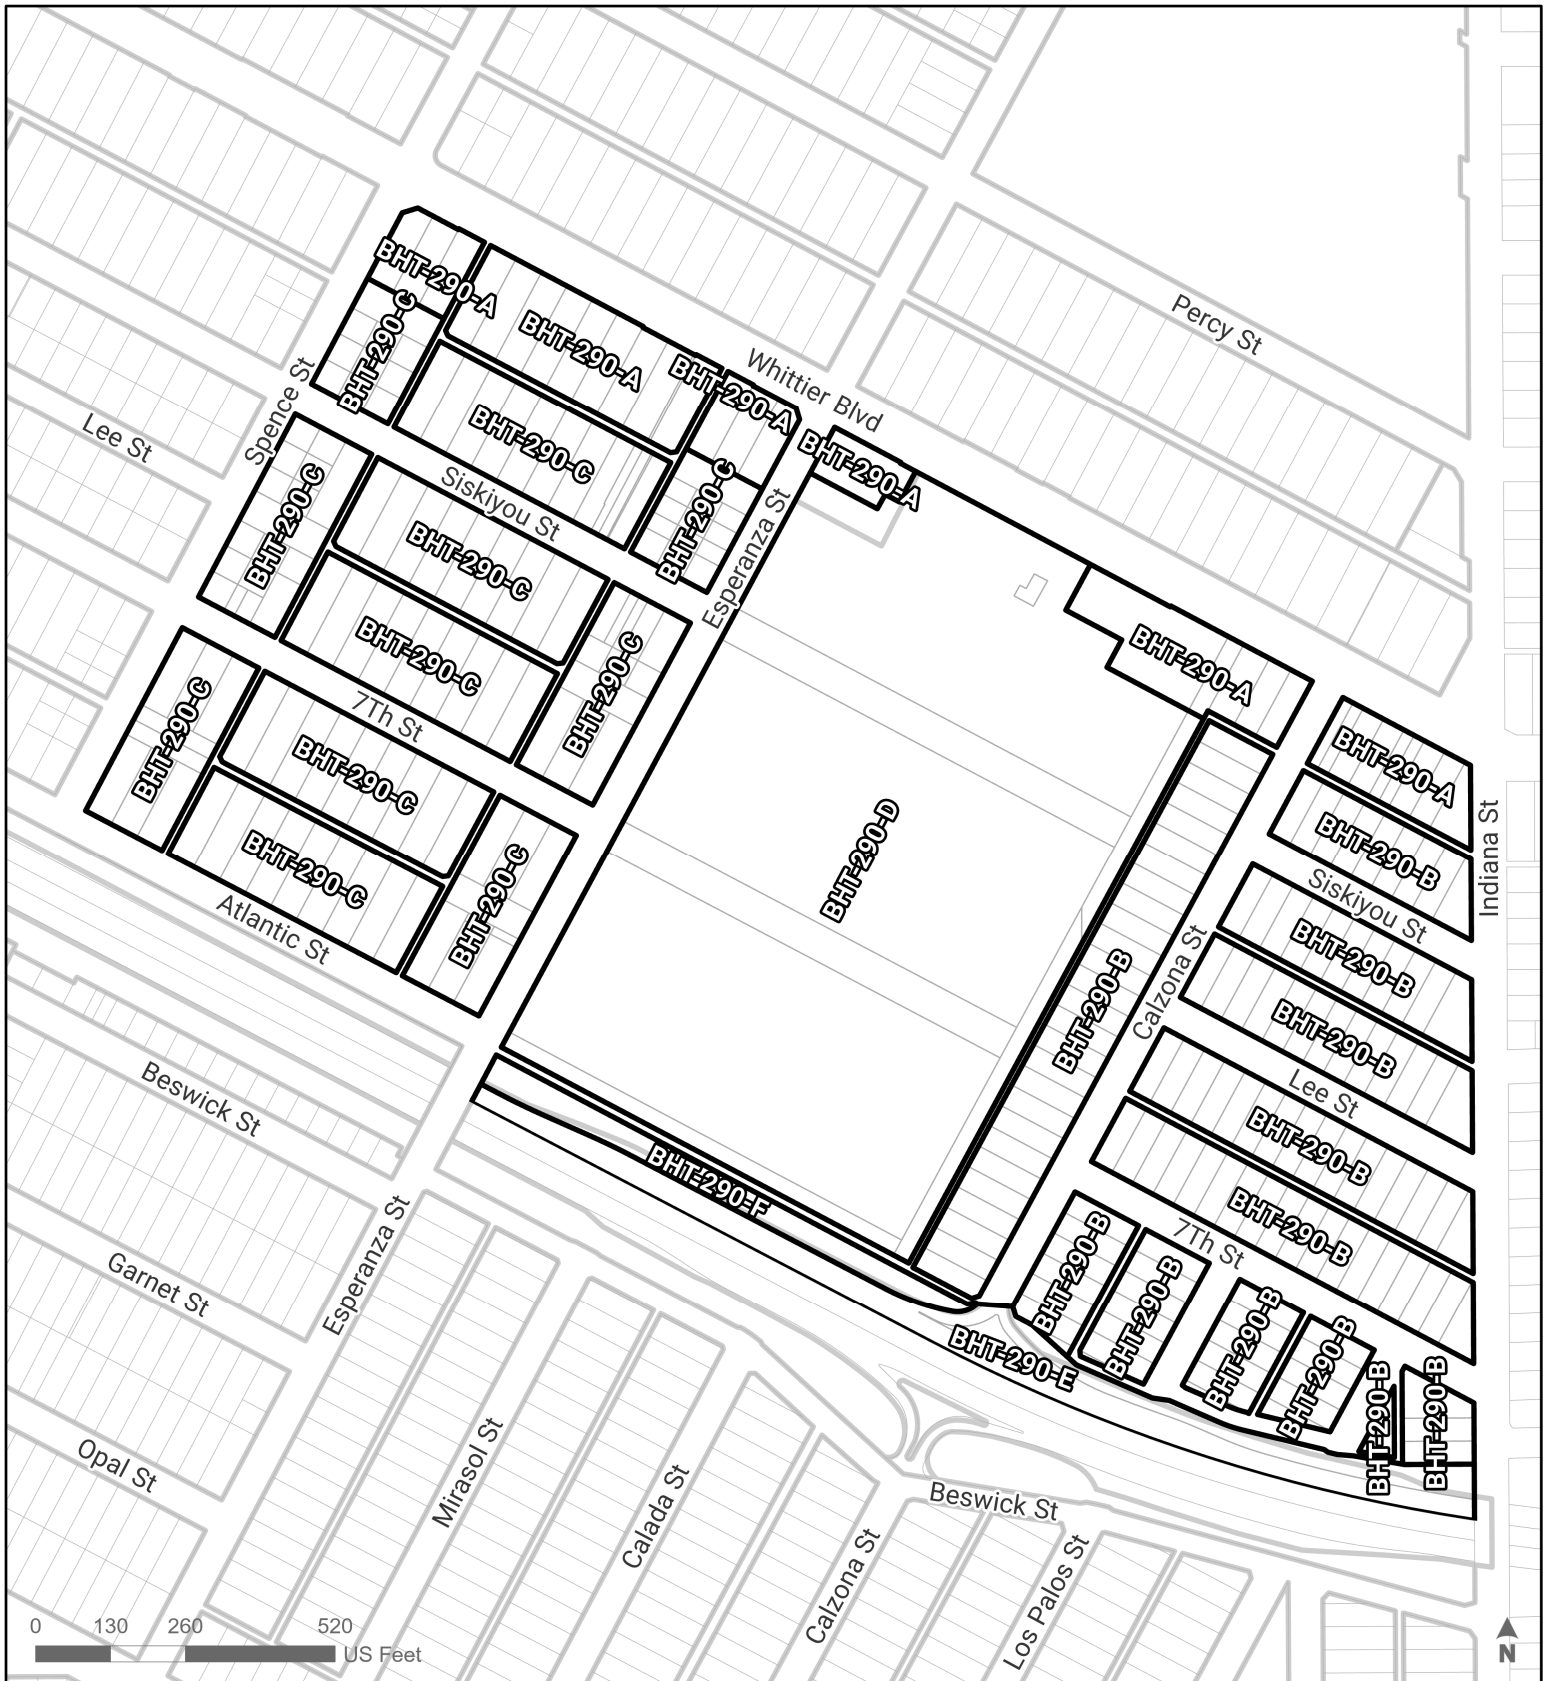 BHT-290-A
BHT-290-C
BHT-290-A
BHT-290-A
Whittier Blvd
Percy St
Spence St
Lee St
BHT-290-C
BHT-290-C
BHT-290-A
BHT-290-C
Siskiyou St
Esperanza St
BHT-290-C
BHT-290-C
BHT-290-C
BHT-290-A
7Th St
BHT-290-C
BHT-290-C
BHT-290-A
Indiana St
BHT-290-C
BHT-290-C
BHT-290-D
BHT-290-B
Siskiyou St
Atlantic St
BHT-290-B
BHT-290-B
Calzona St
BHT-290-B
Beswick St
Lee St
BHT-290-B
BHT-290-F
BHT-290-B
7Th St
Esperanza St
Garnet St
BHT-290-B
BHT-290-B
BHT-290-B
BHT-290-B
BHT-290-E
BHT-290-B
BHT-290-B
Opal St
Mirasol St
Calada St
Beswick St
Calzona St
Los Palos St
0 130 260 520
US Feet
N